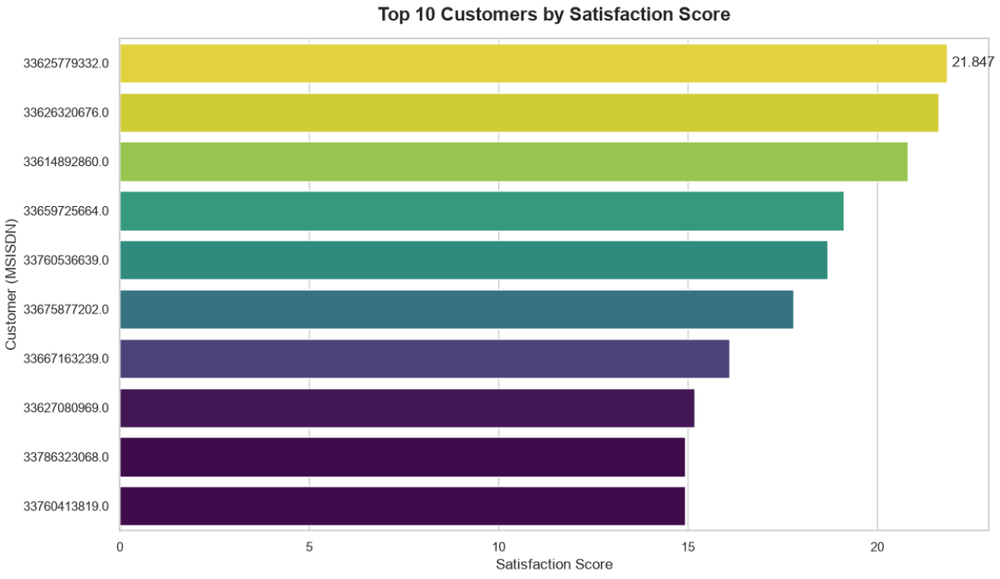 Top 10 Customers by Satisfaction Score
33625779332.0
21.847
33626320676.0
33614892860.0
33659725664.0
33760536639.0
33675877202.0
33667163239.0
33627080969.0
33786323068.0
33760413819.0
Customer (MSISDN)
0 5 10 15 20
Satisfaction Score